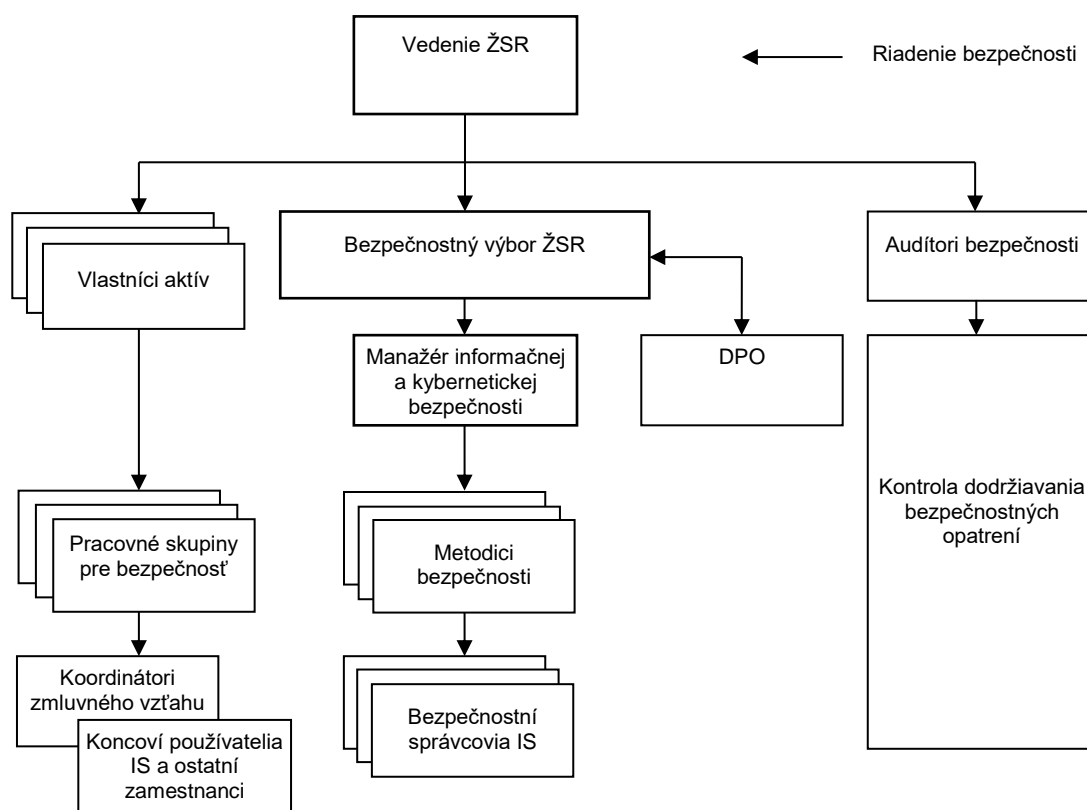 Vedenie ŽSR
Riadenie bezpečnosti
Vlastníci aktív
Bezpečnostný výbor ŽSR
Audítori bezpečnosti
Manažér informačnej
a kybernetickej
bezpečnosti
DPO
Kontrola dodržiavania
bezpečnostných
opatrení
Pracovné skupiny
pre bezpečnosť
Metodici
bezpečnosti
Koordinátori
zmluvného vzťahu
Koncoví používatelia
IS a ostatní
zamestnanci
Bezpečnostní
správcovia IS